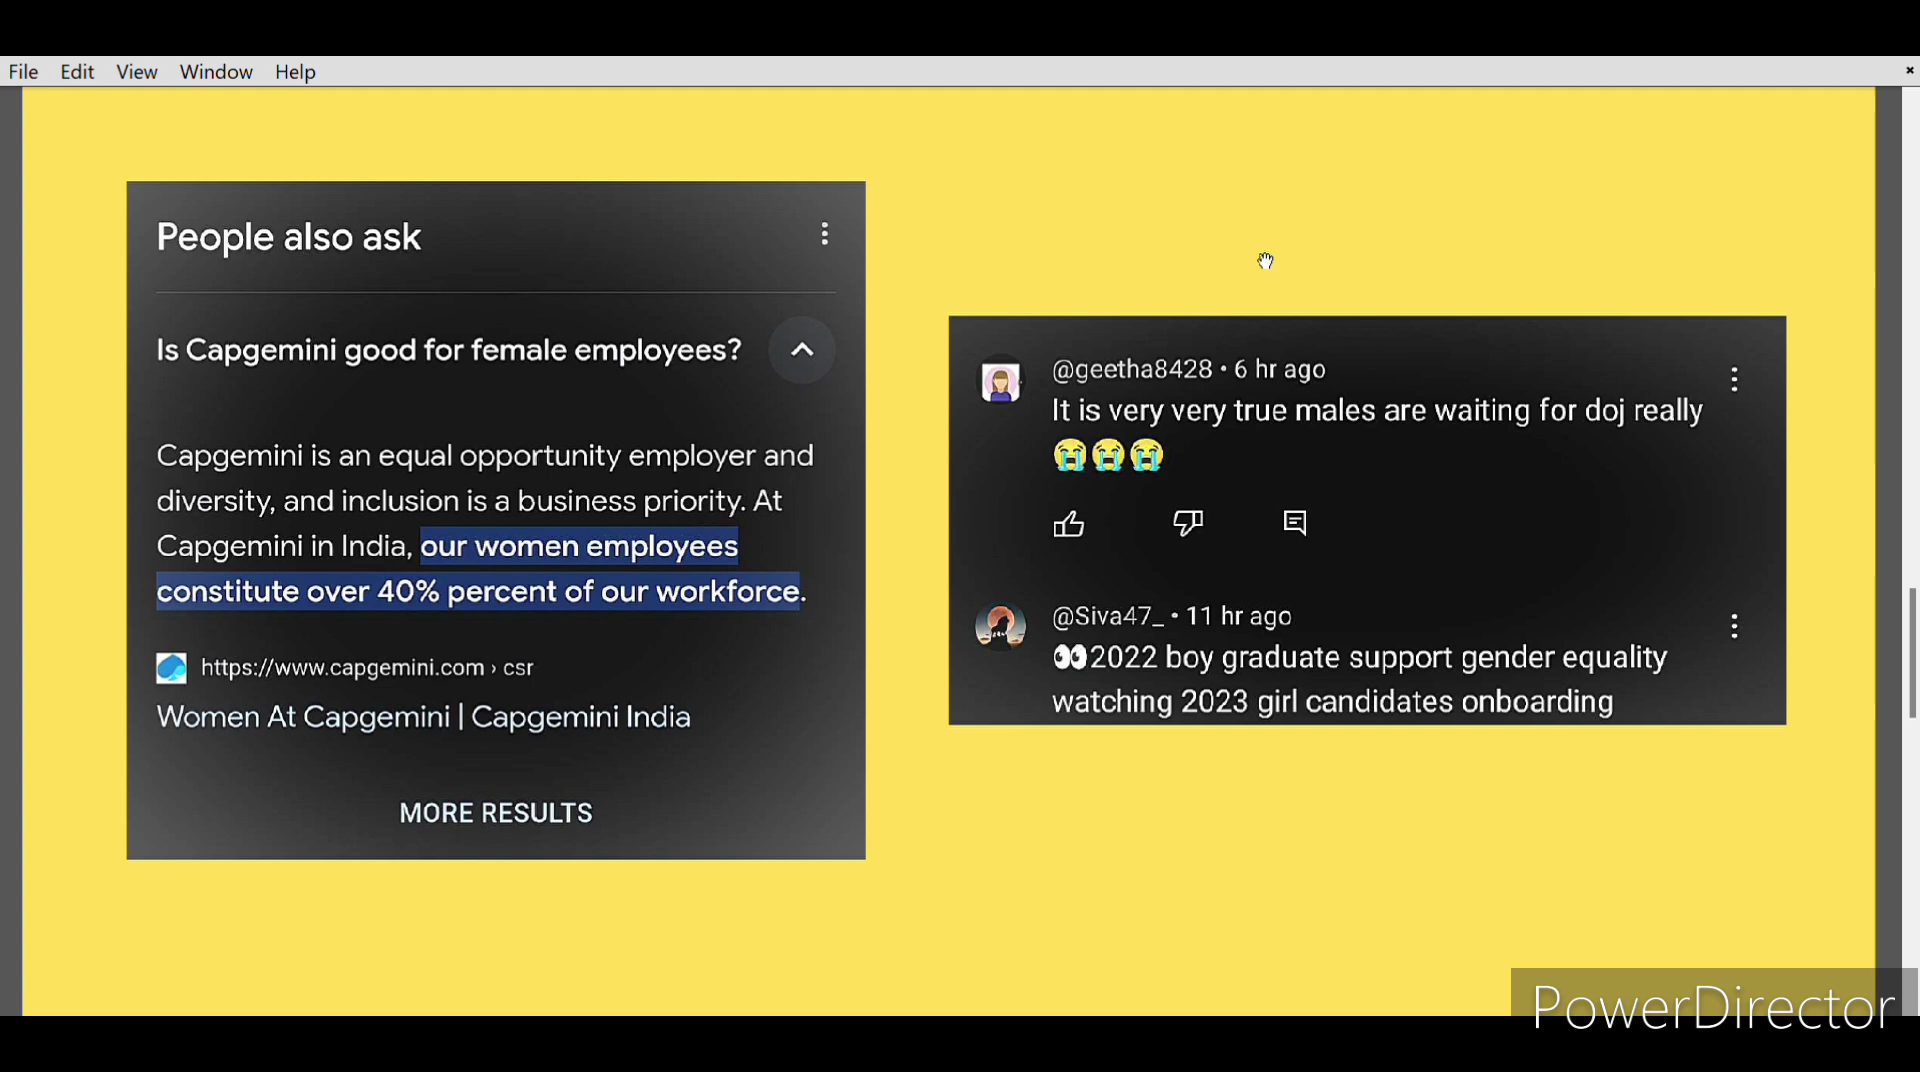 File Edit View Window Help
People also ask
Is Capgemini good for female employees?
Capgemini is an equal opportunity employer and
diversity, and inclusion is a business priority. At
Capgemini in India, our women employees
constitute over 40% percent of our workforce.
https://www.capgemini.com › csr
Women At Capgemini | Capgemini India
MORE RESULTS
@geetha8428 • 6 hr ago
It is very very true males are waiting for doj really
😭😭😭
@Siva47_ • 11 hr ago
👀2022 boy graduate support gender equality
watching 2023 girl candidates onboarding
PowerDirector